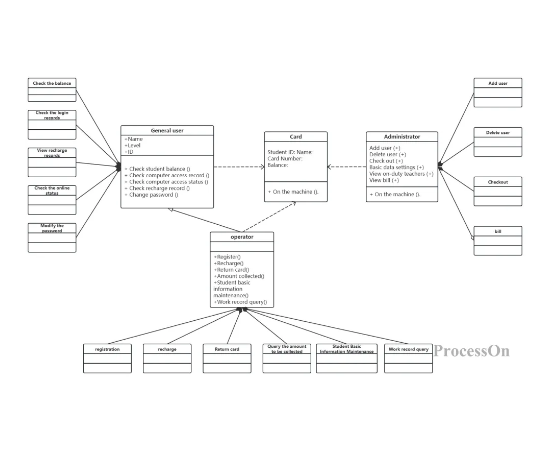 Check the balance
Check the login
records
View recharge
records
Check the online
status
Modify the
password
General user
+Name
+Level
+ID
+ Check student balance ()
+ Check computer access record ()
+ Check computer access status ()
+ Check recharge record ()
+ Change password ()
Card
Student ID: Name:
Card Number:
Balance:
+ On the machine ().
Administrator
Add user (+)
Delete user (+)
Check out (+)
Basic data settings (+)
View on-duty teachers (+)
View bill (+)
+ On the machine ().
Add user
Delete user
Checkout
bill
operator
+Register()
+Recharge()
+Return card()
+Amount collected()
+Student basic
information
maintenance()
+Work record query()
registration
recharge
Return card
Query the amount
to be collected
Student Basic
Information Maintenance
Work record query
ProcessOn